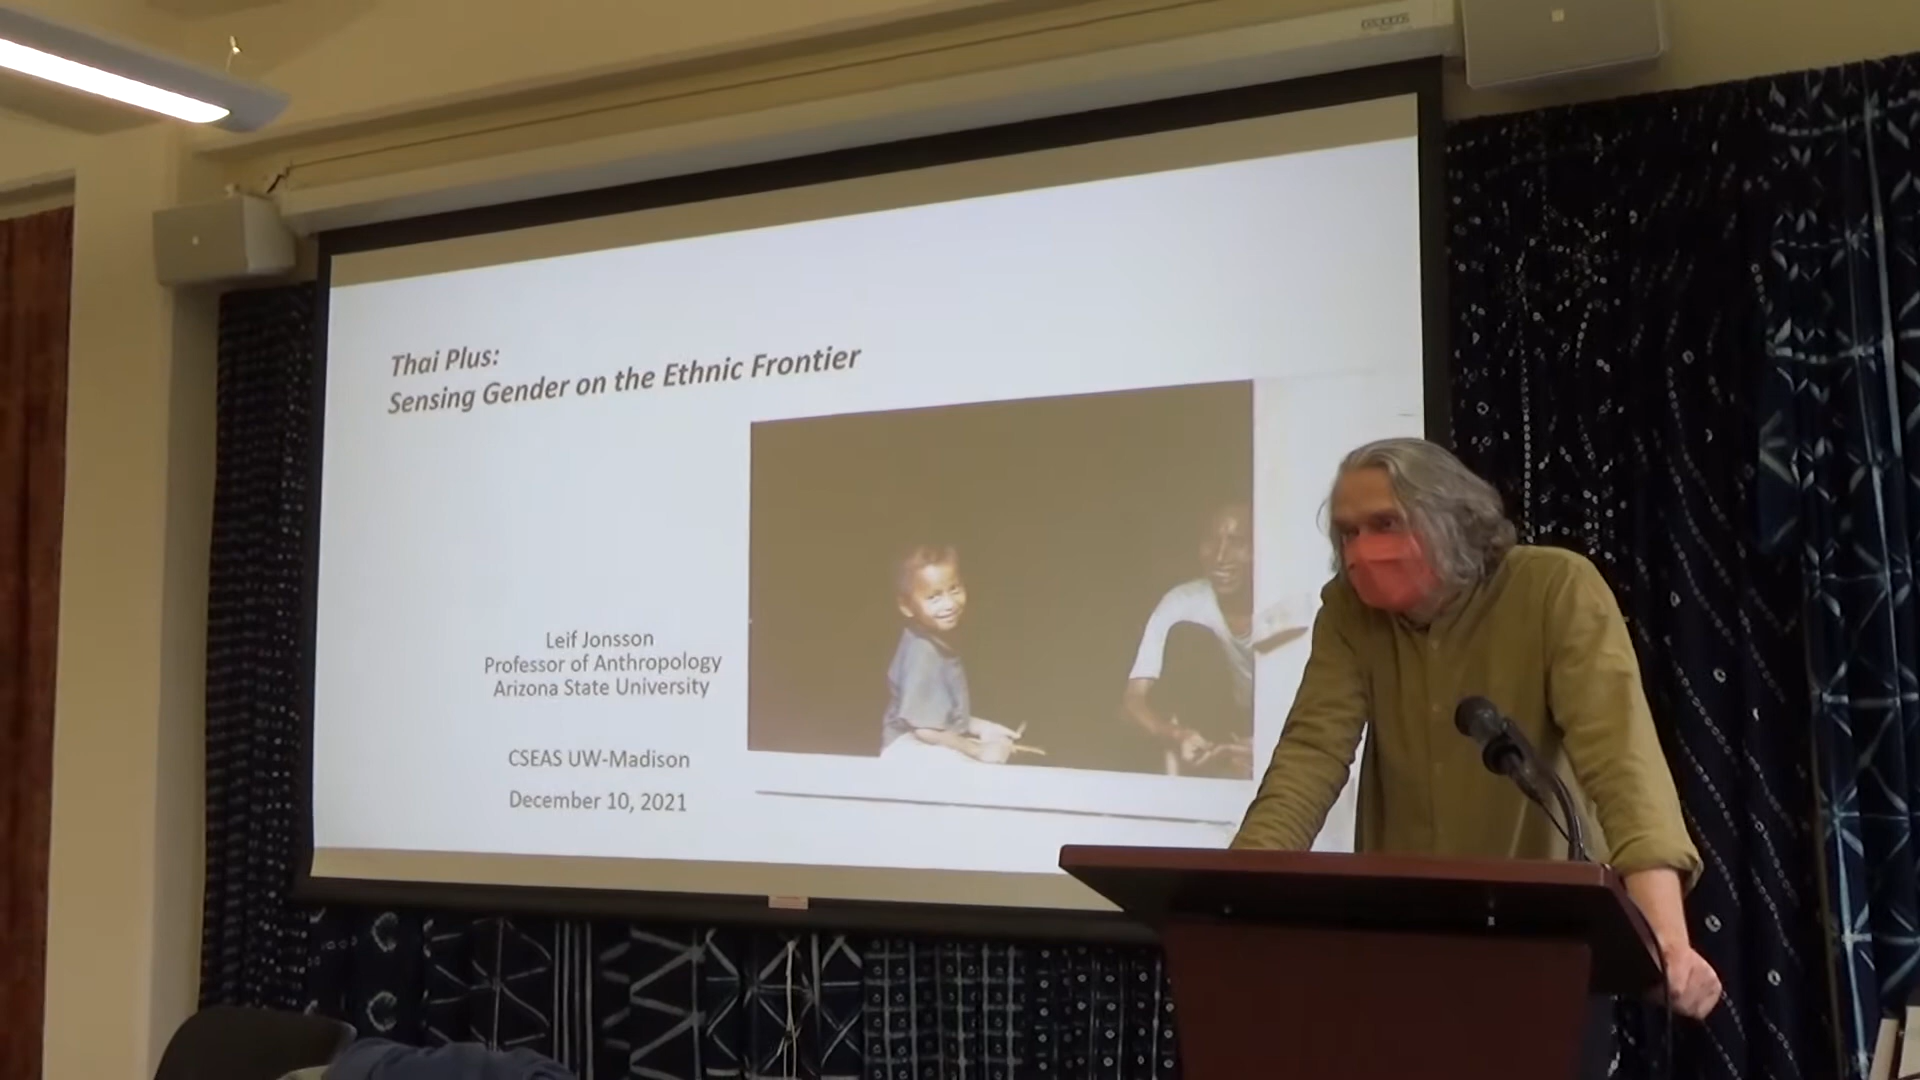 Thai Plus:
Sensing Gender on the Ethnic Frontier
Leif Jonsson
Professor of Anthropology
Arizona State University
CSEAS UW-Madison
December 10, 2021